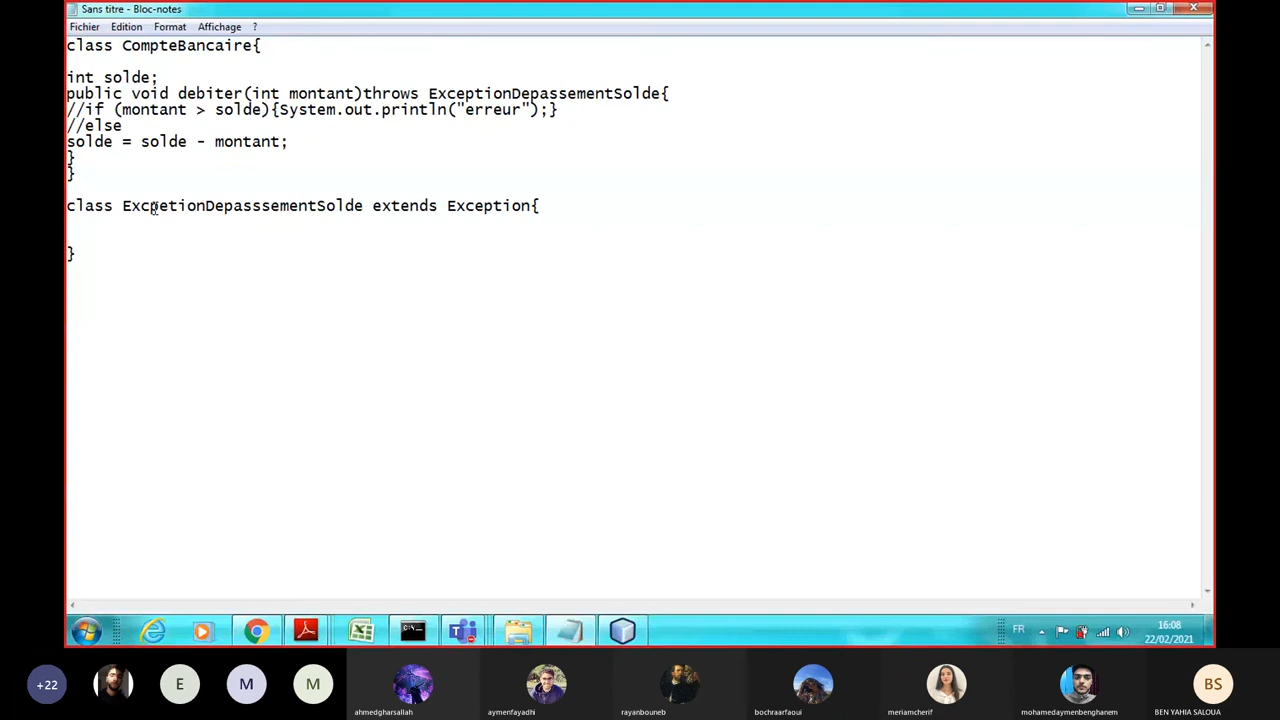 Sans titre - Bloc-notes
Fichier Edition Format Affichage ?
class CompteBancaire{
int solde;
public void debiter(int montant)throws ExceptionDepassementSolde{
//if (montant > solde){System.out.println("erreur");}
//else
solde = solde - montant;
}
}
class ExcpetionDepasssementSolde extends Exception{
}
FR
16:08
22/02/2021
+22
E
M
M
BS
ahmedgharsallah
aymenfayadhi
rayanbouneb
bochraarfaoui
meriamcherif
mohamedaymenbenghanem
BEN YAHIA SALOUA